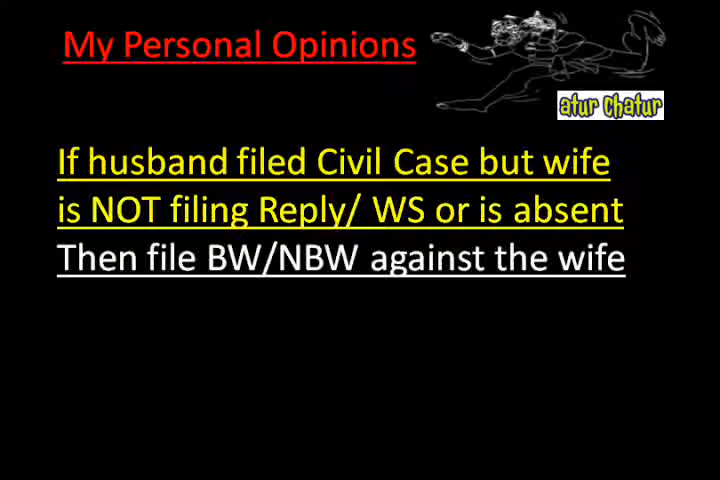 My Personal Opinions
atur chatur
If husband filed Civil Case but wife
is NOT filing Reply/ WS or is absent
Then file BW/NBW against the wife